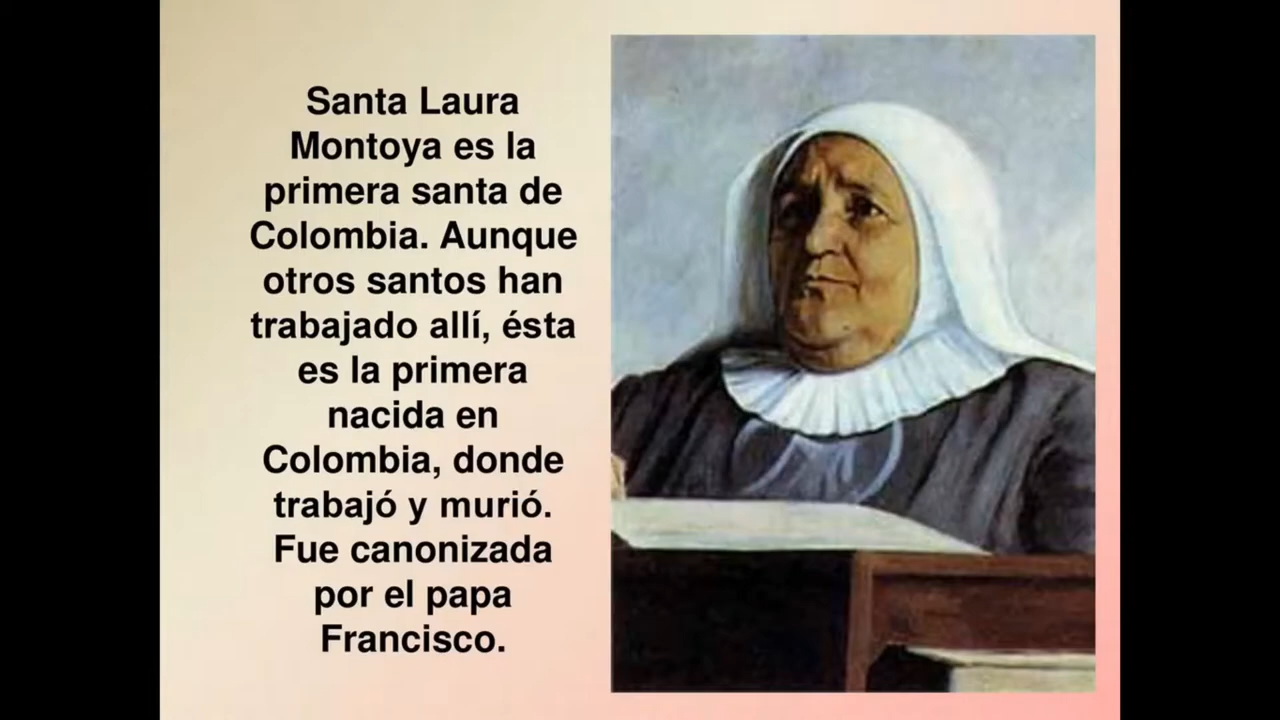 Santa Laura
Montoya es la
primera santa de
Colombia. Aunque
otros santos han
trabajado allí, ésta
es la primera
nacida en
Colombia, donde
trabajó y murió.
Fue canonizada
por el papa
Francisco.